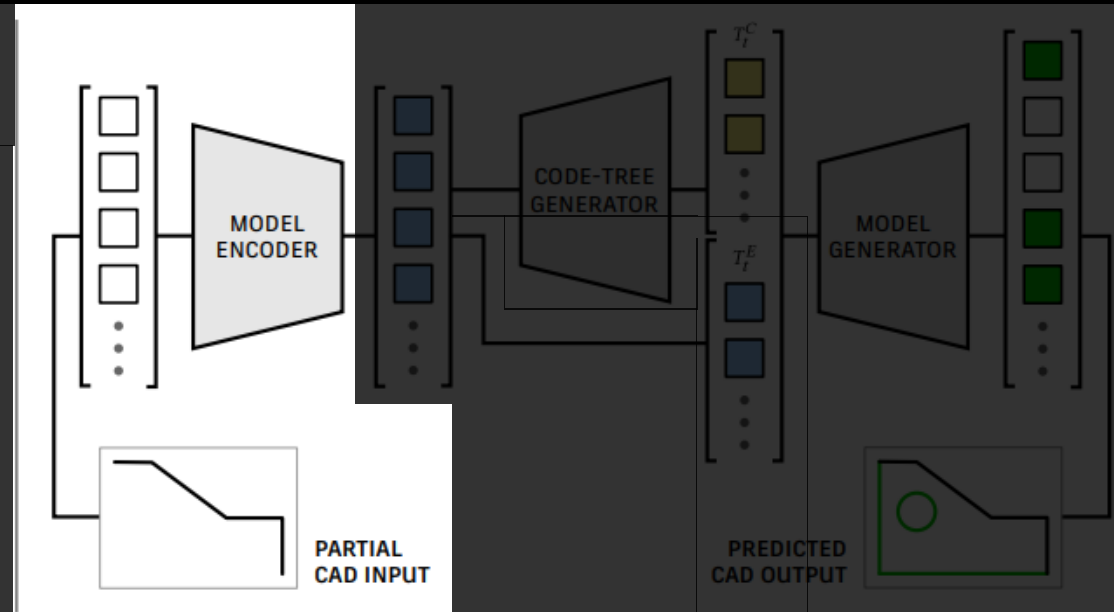 MODEL
ENCODER
CODE-TREE
GENERATOR
T_t^C
T_t^E
MODEL
GENERATOR
PARTIAL
CAD INPUT
PREDICTED
CAD OUTPUT